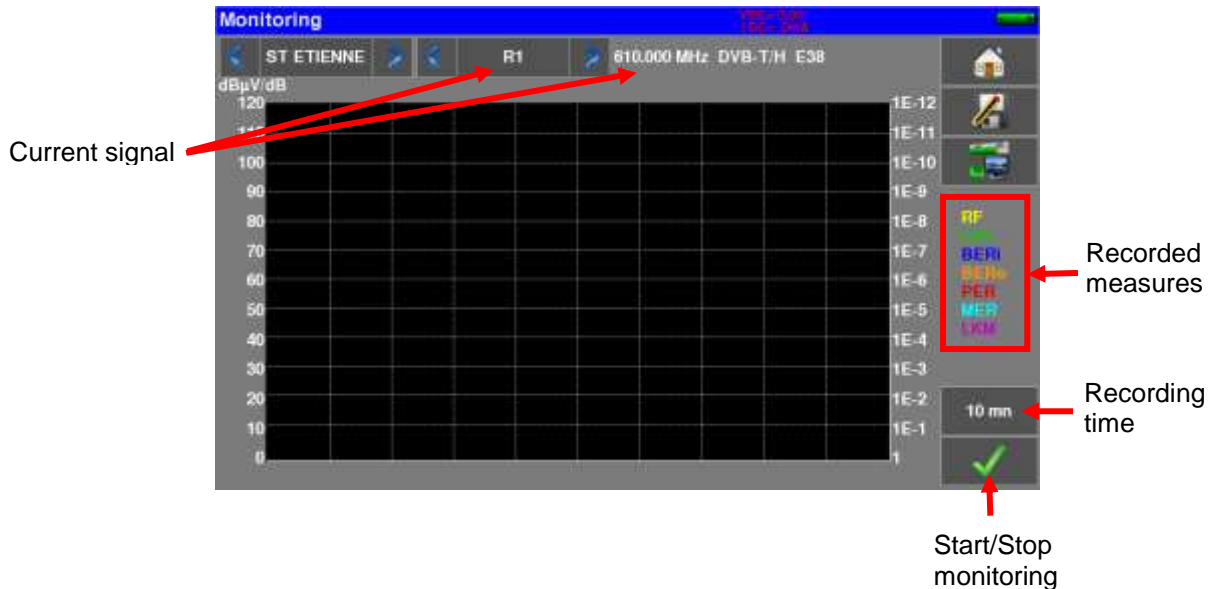 Monitoring
ST ETIENNE
R1
610.000 MHz DVB-T/H E38
dBµV/dB
120
110
100
90
80
70
60
50
40
30
20
10
0
1E-12
1E-11
1E-10
1E-9
1E-8
1E-7
1E-6
1E-5
1E-4
1E-3
1E-2
1E-1
1
RF
BERi
BERo
PER
MER
LKM
10 mn
Current signal
Recorded
measures
Recording
time
Start/Stop
monitoring